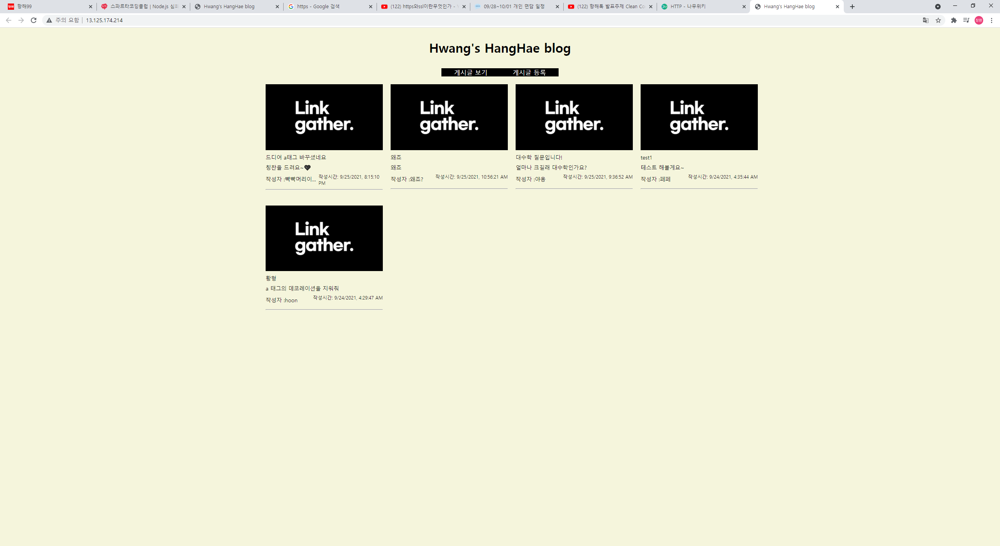 항해99
스파르타코딩클럽 | Node.js 심화
Hwang's HangHae blog
https - Google 검색
(122) https와ssl이란무엇인가 - Y
09/28~10/01 개인 면담 일정
(122) 항해톡 발표주제 Clean Co
HTTP - 나무위키
Hwang's HangHae blog
주의 요함
13.125.174.214
창환
Hwang's HangHae blog
게시글 보기
게시글 등록
Link
gather.
드디어 a태그 바꾸셨네요
칭찬을 드려요~🖤
작성자 :빡빡머리이...
작성시간: 9/25/2021, 8:15:10
PM
Link
gather.
왜죠
왜죠
작성자 :왜죠?
작성시간: 9/25/2021, 10:56:21 AM
Link
gather.
대수학 질문입니다!
얼마나 크길래 대수학인가요?
작성자 :야옹
작성시간: 9/25/2021, 9:36:52 AM
Link
gather.
test1
테스트 해볼게요~
작성자 :페페
작성시간: 9/24/2021, 4:35:44 AM
Link
gather.
황형
a 태그의 데코레이션을 지워줘
작성자 :hoon
작성시간: 9/24/2021, 4:29:47 AM